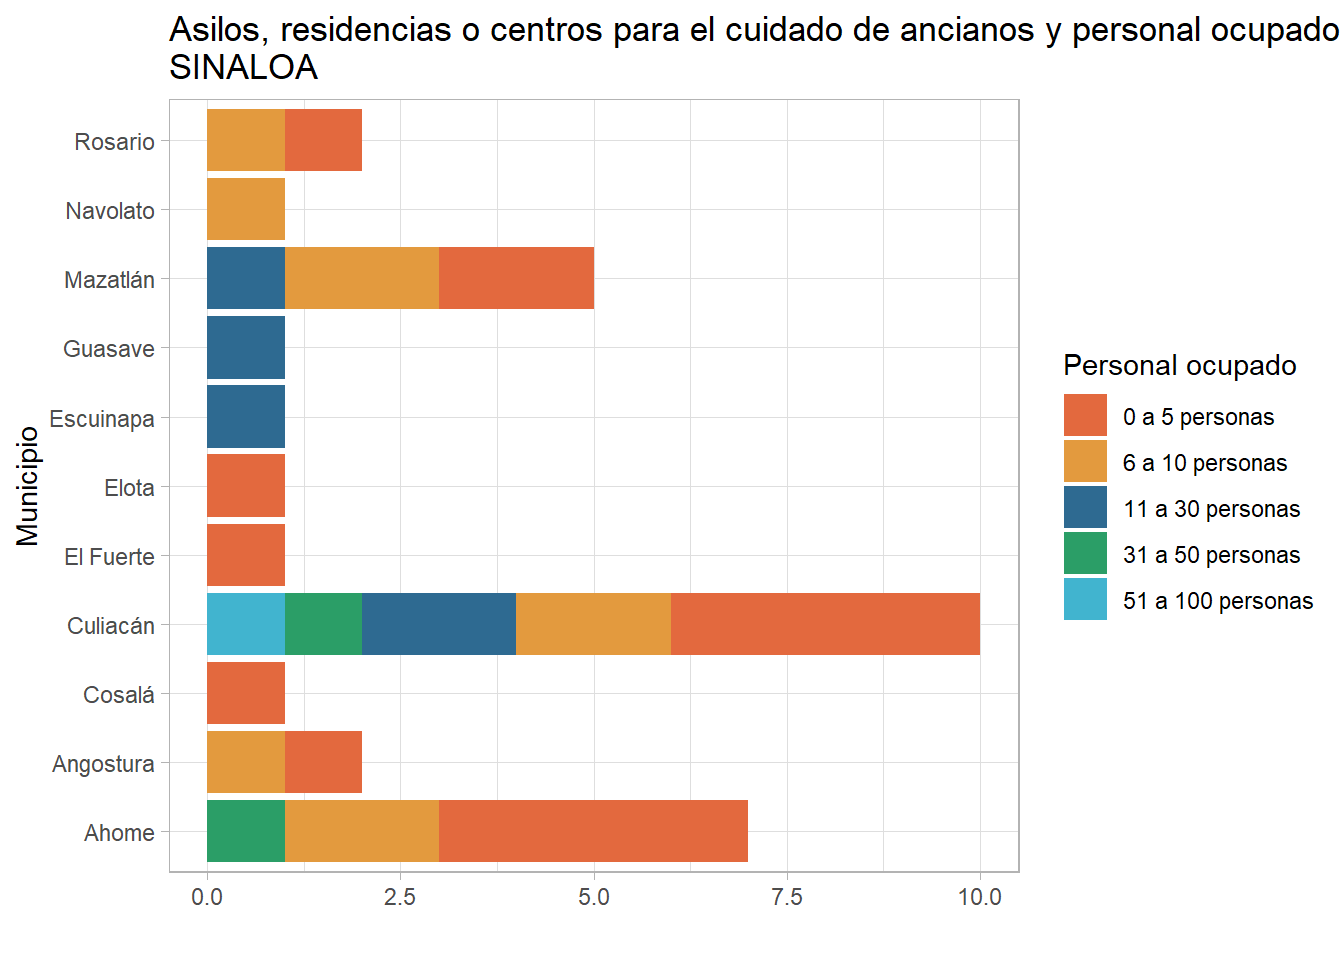 Asilos, residencias o centros para el cuidado de ancianos y personal ocupado
SINALOA
Rosario
Navolato
Mazatlán
Guasave
Escuinapa
Elota
El Fuerte
Culiacán
Cosalá
Angostura
Ahome
Municipio
0.0
2.5
5.0
7.5
10.0
Personal ocupado
0 a 5 personas
6 a 10 personas
11 a 30 personas
31 a 50 personas
51 a 100 personas